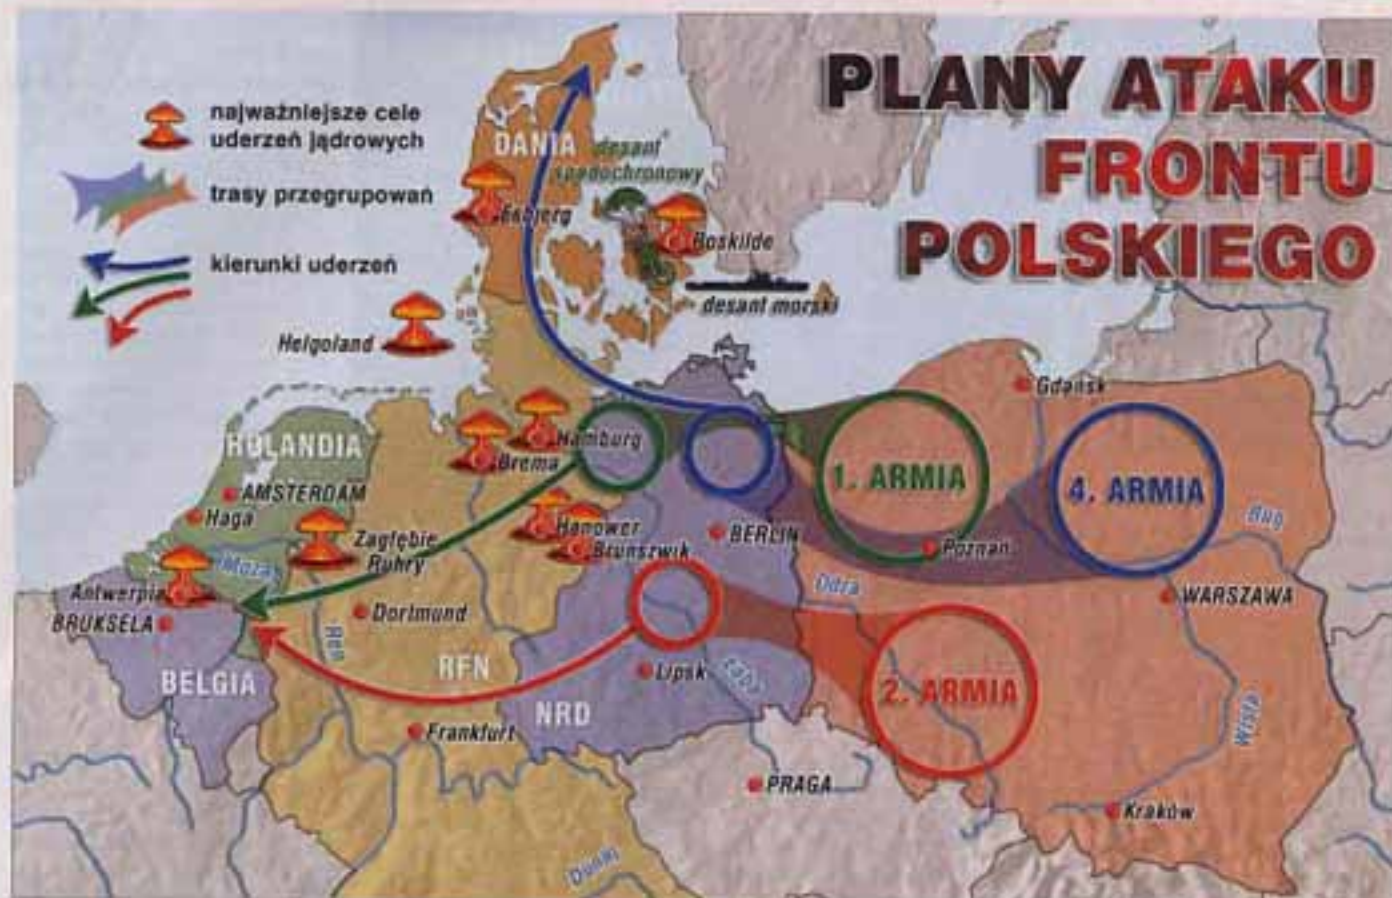 PLANY ATAKU
FRONTU
POLSKIEGO
najważniejsze cele
uderzeń jądrowych
trasy przegrupowań
kierunki uderzeń
DANIA
desant
spadochronowy
Esbjerg
Roskilde
desant morski
Helgoland
Gdańsk
HOLANDIA
Hamburg
Brema
1. ARMIA
4. ARMIA
AMSTERDAM
Haga
Hanower
BERLIN
Bug
Zagłębie
Ruhry
Brunszwik
Poznań
Moza
Antwerpia
Odra
WARSZAWA
BRUKSELA
Dortmund
Ren
RFN
Lipsk
Łaba
BELGIA
2. ARMIA
NRD
Wisła
Frankfurt
PRAGA
Kraków
Dunaj